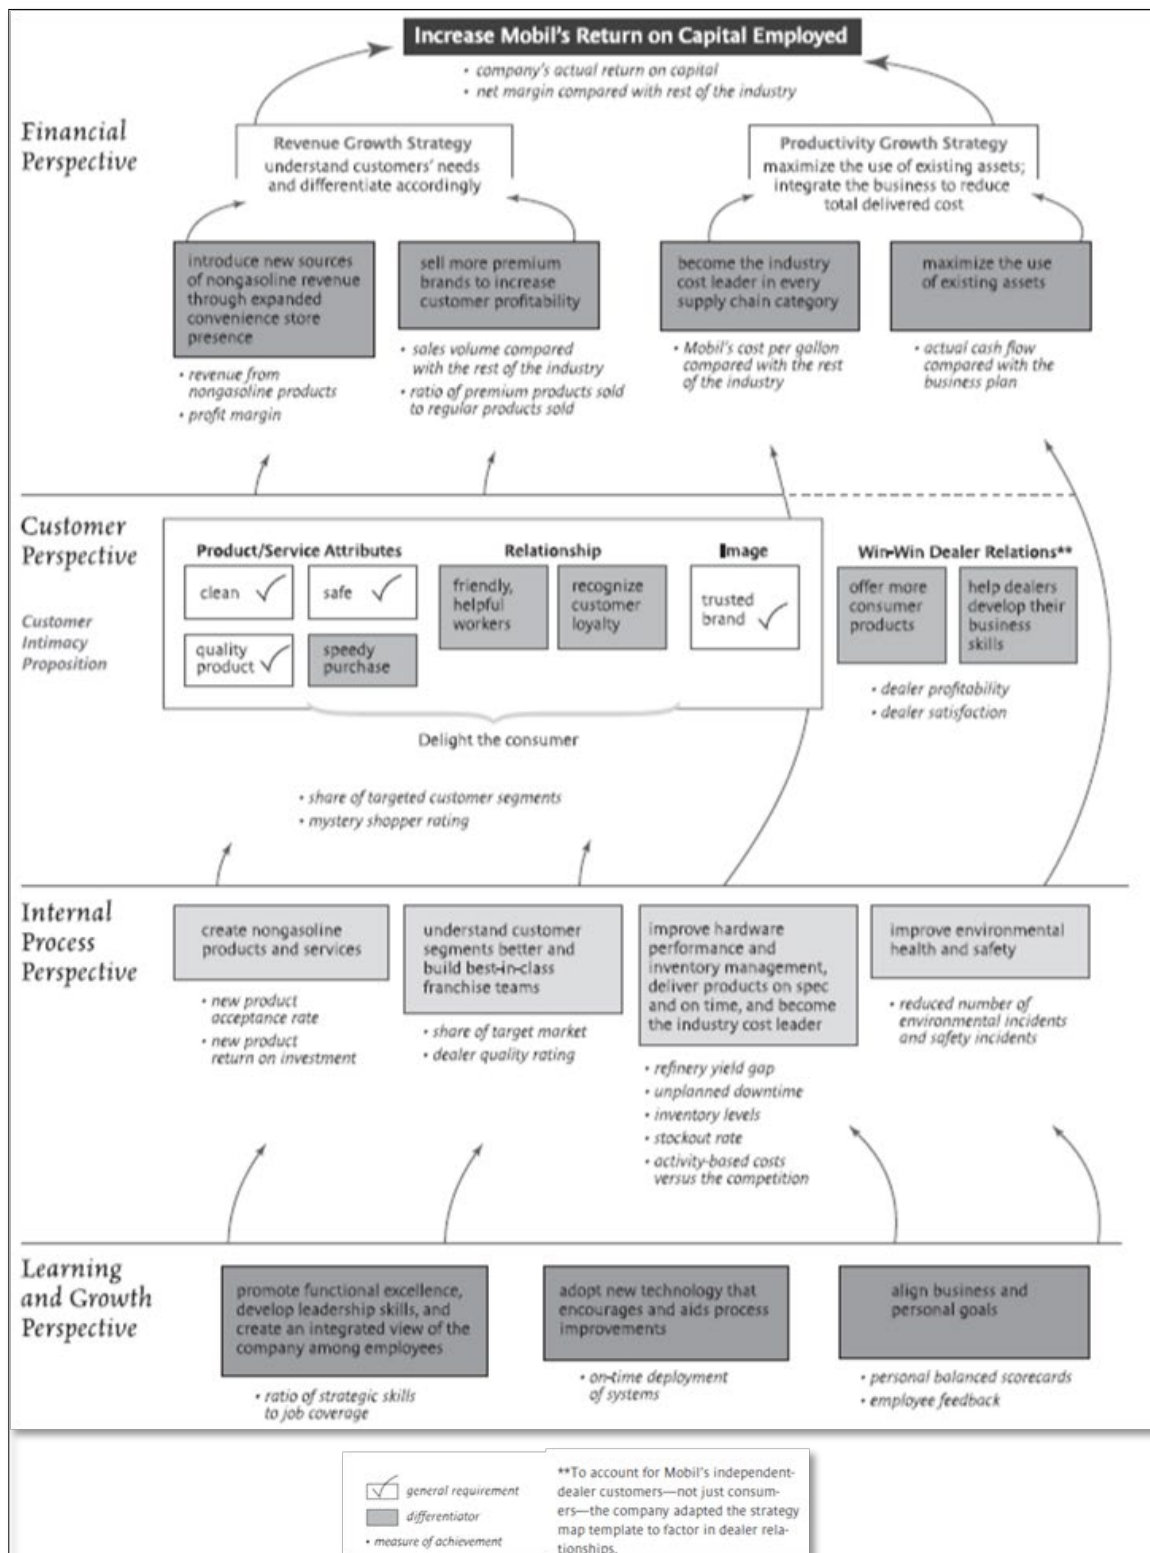 Increase Mobil's Return on Capital Employed
• company's actual return on capital
• net margin compared with rest of the industry
Financial
Perspective
Revenue Growth Strategy
understand customers' needs
and differentiate accordingly
Productivity Growth Strategy
maximize the use of existing assets;
integrate the business to reduce
total delivered cost
introduce new sources
of nongasoline revenue
through expanded
convenience store
presence
• revenue from
nongasoline products
• profit margin
sell more premium
brands to increase
customer profitability
• sales volume compared
with the rest of the industry
• ratio of premium products sold
to regular products sold
become the industry
cost leader in every
supply chain category
• Mobil's cost per gallon
compared with the rest
of the industry
maximize the use
of existing assets
• actual cash flow
compared with the
business plan
Customer
Perspective
Customer
Intimacy
Proposition
Product/Service Attributes
clean
safe
quality
product
speedy
purchase
Relationship
friendly,
helpful
workers
recognize
customer
loyalty
Image
trusted
brand
Win-Win Dealer Relations**
offer more
consumer
products
help dealers
develop their
business
skills
• dealer profitability
• dealer satisfaction
Delight the consumer
• share of targeted customer segments
• mystery shopper rating
Internal
Process
Perspective
create nongasoline
products and services
• new product
acceptance rate
• new product
return on investment
understand customer
segments better and
build best-in-class
franchise teams
• share of target market
• dealer quality rating
improve hardware
performance and
inventory management,
deliver products on spec
and on time, and become
the industry cost leader
• refinery yield gap
• unplanned downtime
• inventory levels
• stockout rate
• activity-based costs
versus the competition
improve environmental
health and safety
• reduced number of
environmental incidents
and safety incidents
Learning
and Growth
Perspective
promote functional excellence,
develop leadership skills, and
create an integrated view of the
company among employees
• ratio of strategic skills
to job coverage
adopt new technology that
encourages and aids process
improvements
• on-time deployment
of systems
align business and
personal goals
• personal balanced scorecards
• employee feedback
general requirement
differentiator
• measure of achievement
**To account for Mobil's independent-
dealer customers—not just consum-
ers—the company adapted the strategy
map template to factor in dealer rela-
tionships.